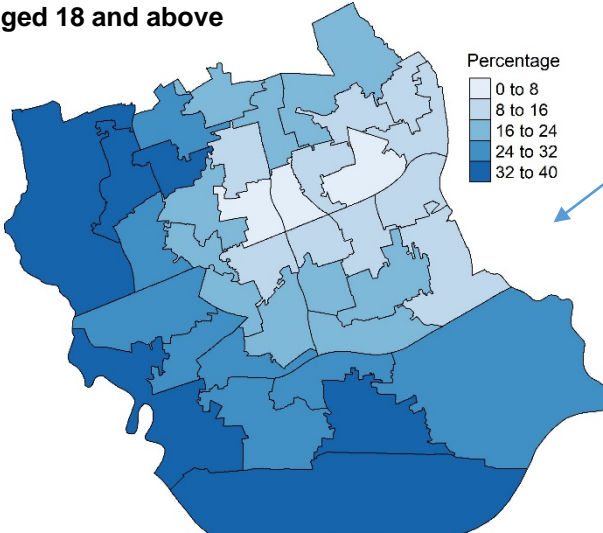 ged 18 and above
Percentage
0 to 8
8 to 16
16 to 24
24 to 32
32 to 40